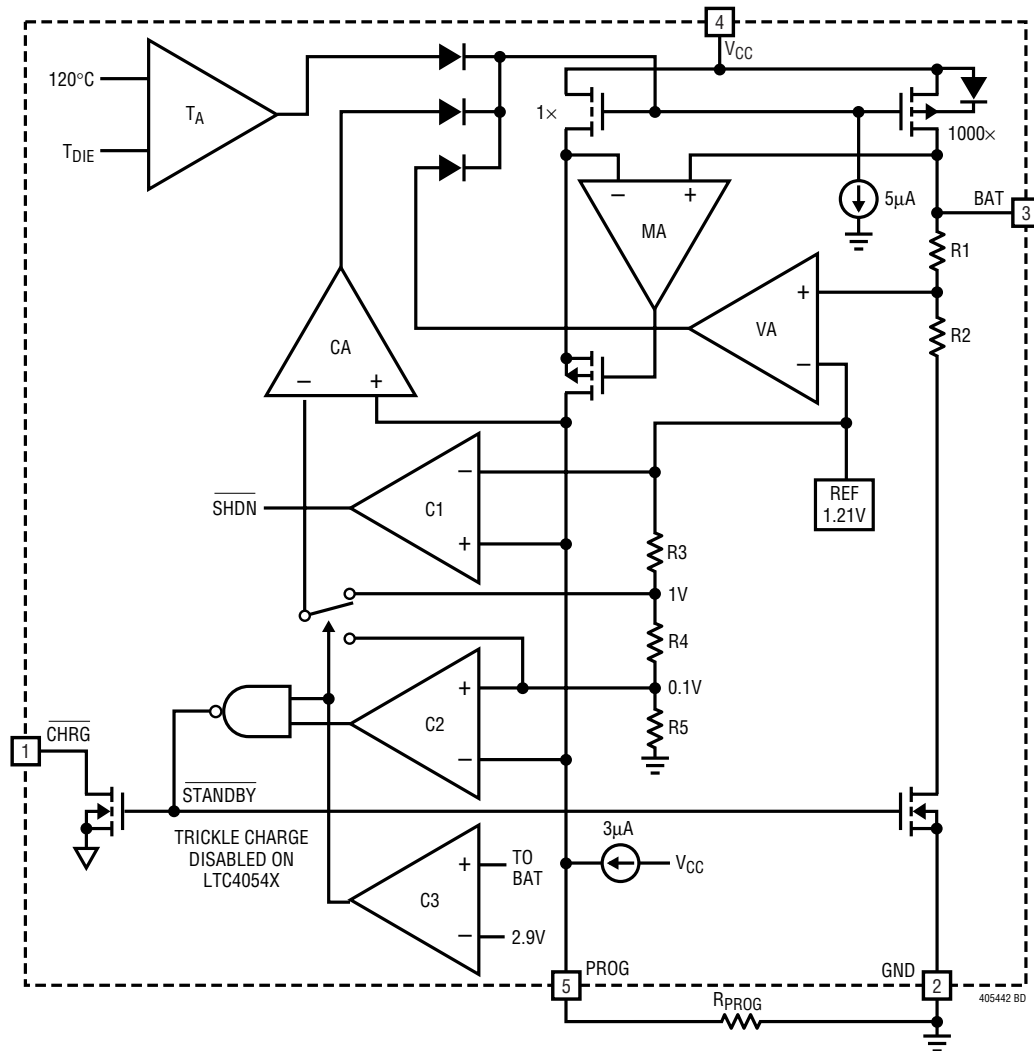 4
VCC
120°C
TA
TDIE
1×
1000×
5µA
BAT
3
– +
MA
R1
+
VA
–
R2
CA
– +
REF
1.21V
–
SHDN
C1
+
R3
1V
R4
+
0.1V
C2
R5
–
CHRG
1
STANDBY
TRICKLE CHARGE
DISABLED ON
LTC4054X
3µA
VCC
+
TO
BAT
C3
–
2.9V
PROG
5
GND
2
RPROG
405442 BD